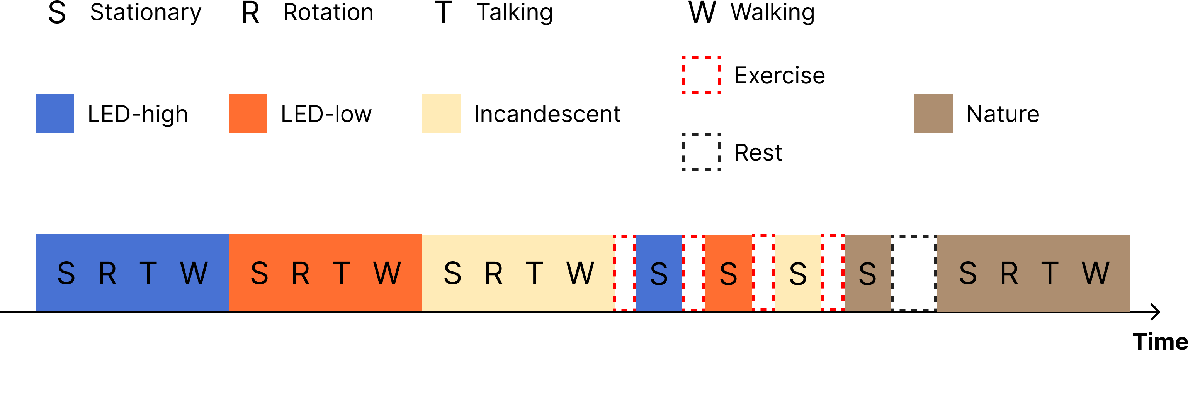 S Stationary R Rotation T Talking W Walking
Exercise
LED-high LED-low Incandescent Nature
Rest
S R T W S R T W S R T W S S S S S R T W
Time